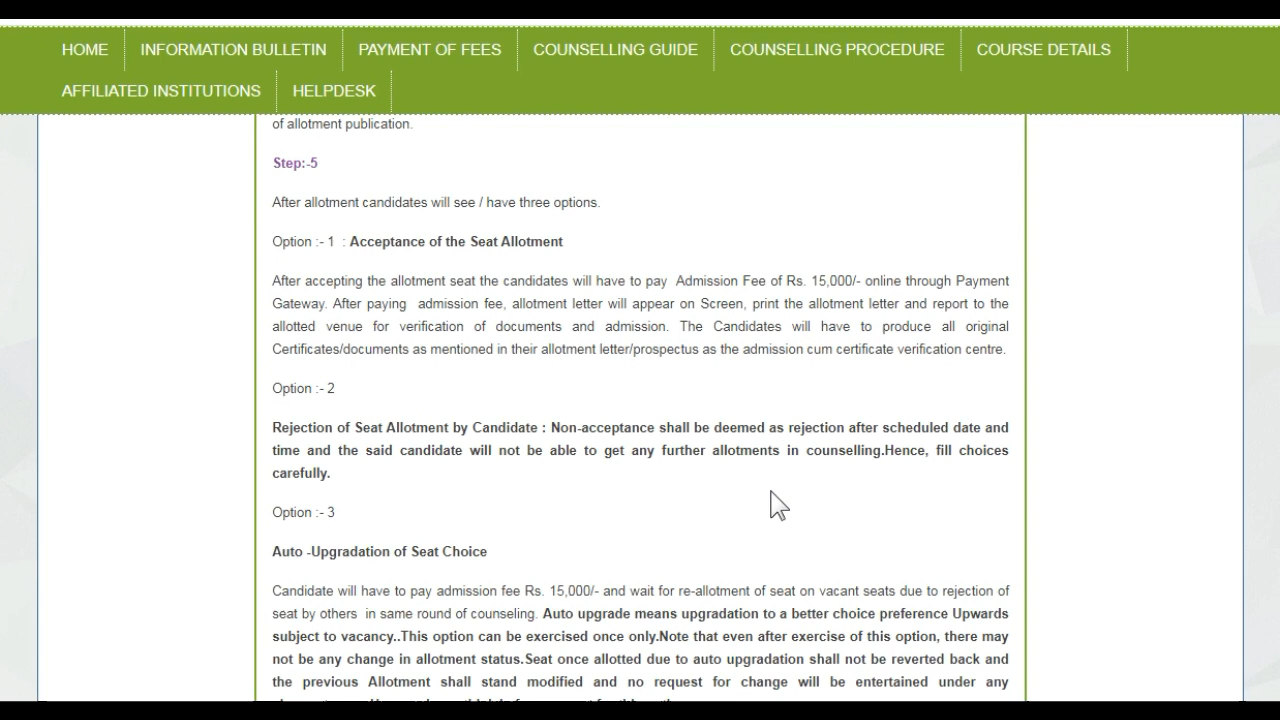 HOME INFORMATION BULLETIN PAYMENT OF FEES COUNSELLING GUIDE COUNSELLING PROCEDURE COURSE DETAILS
AFFILIATED INSTITUTIONS HELPDESK
of allotment publication.
Step:-5
After allotment candidates will see / have three options.
Option :- 1 : Acceptance of the Seat Allotment
After accepting the allotment seat the candidates will have to pay Admission Fee of Rs. 15,000/- online through Payment
Gateway. After paying admission fee, allotment letter will appear on Screen, print the allotment letter and report to the
allotted venue for verification of documents and admission. The Candidates will have to produce all original
Certificates/documents as mentioned in their allotment letter/prospectus as the admission cum certificate verification centre.
Option :- 2
Rejection of Seat Allotment by Candidate : Non-acceptance shall be deemed as rejection after scheduled date and
time and the said candidate will not be able to get any further allotments in counselling.Hence, fill choices
carefully.
Option :- 3
Auto -Upgradation of Seat Choice
Candidate will have to pay admission fee Rs. 15,000/- and wait for re-allotment of seat on vacant seats due to rejection of
seat by others in same round of counseling. Auto upgrade means upgradation to a better choice preference Upwards
subject to vacancy..This option can be exercised once only.Note that even after exercise of this option, there may
not be any change in allotment status.Seat once allotted due to auto upgradation shall not be reverted back and
the previous Allotment shall stand modified and no request for change will be entertained under any